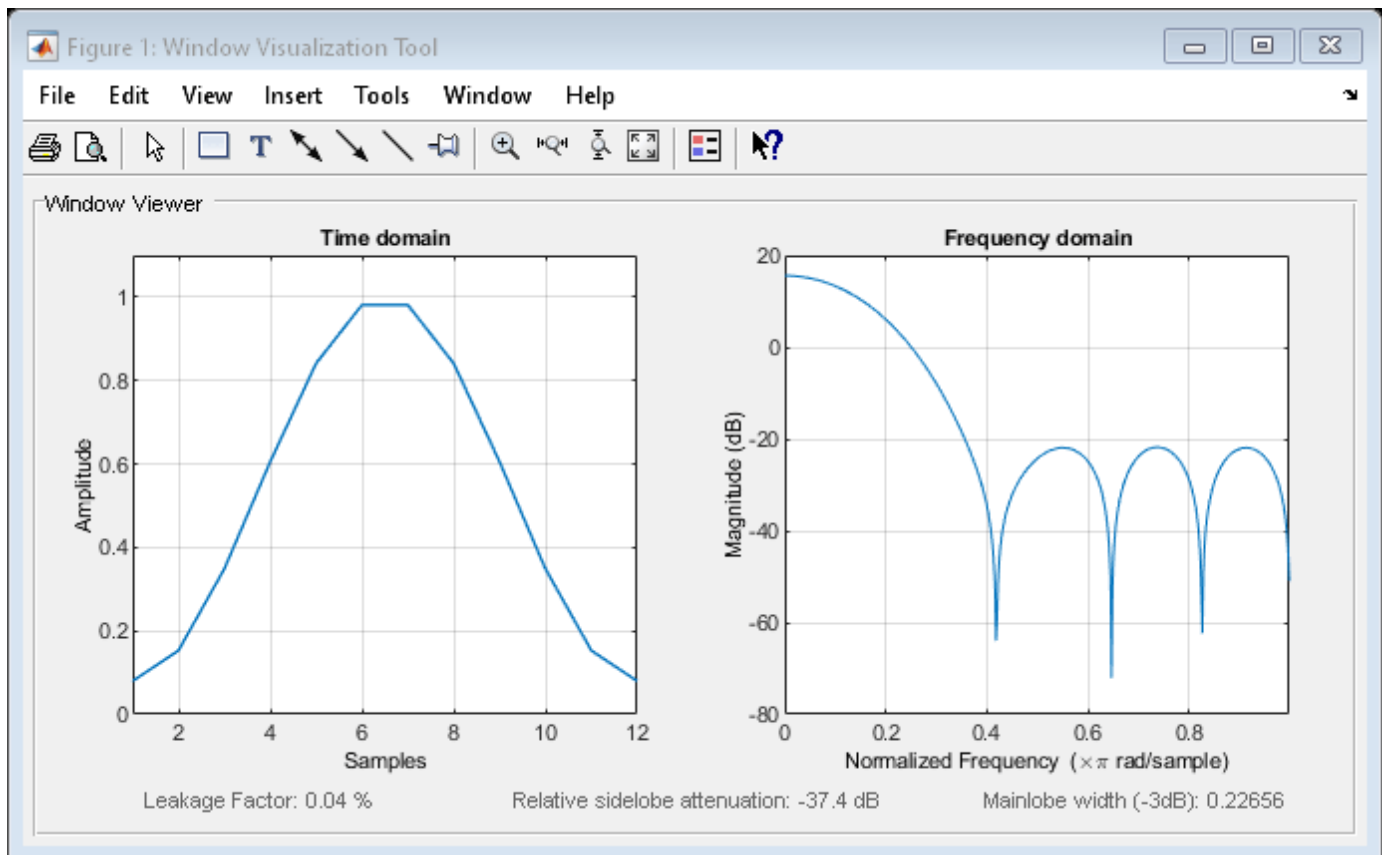 Figure 1: Window Visualization Tool
File Edit View Insert Tools Window Help
T
?
Window Viewer
Time domain
1
0.8
0.6
0.4
0.2
0
2 4 6 8 10 12
Amplitude
Samples
Frequency domain
20
0
-20
-40
-60
-80
0 0.2 0.4 0.6 0.8
Magnitude (dB)
Normalized Frequency (×π rad/sample)
Leakage Factor: 0.04 % Relative sidelobe attenuation: -37.4 dB Mainlobe width (-3dB): 0.22656